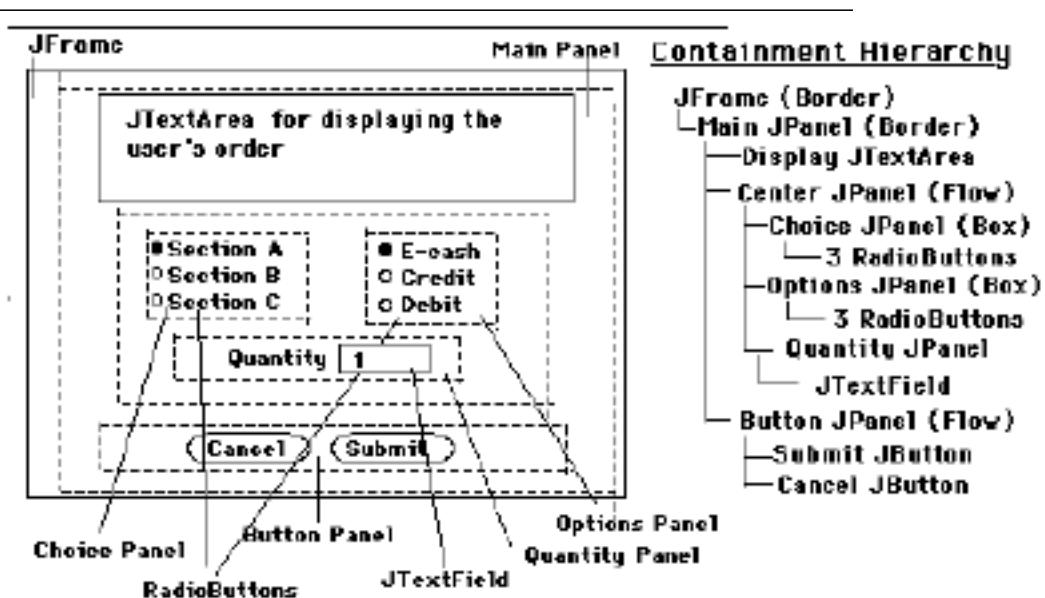 JFrame
Main Panel
JTextArea for displaying the
user's order
Section A
Section B
Section C
E-cash
Credit
Debit
Quantity 1
Cancel Submit
Choice Panel
RadioButtons
Button Panel
JTextField
Quantity Panel
Options Panel
Containment Hierarchy
JFrame (Border)
Main JPanel (Border)
Display JTextArea
Center JPanel (Flow)
Choice JPanel (Box)
3 RadioButtons
Options JPanel (Box)
3 RadioButtons
Quantity JPanel
JTextField
Button JPanel (Flow)
Submit JButton
Cancel JButton